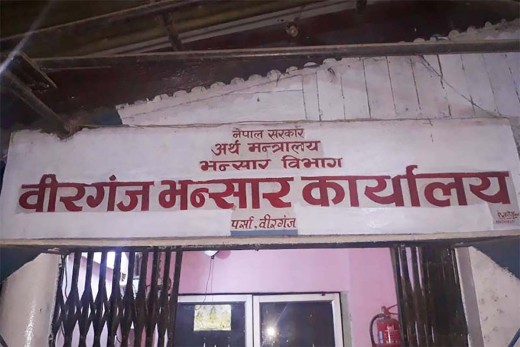 नेपाल सरकार
अर्थ मन्त्रालय
भन्सार विभाग
वीरगंज भन्सार कार्यालय
पर्सा, वीरगंज